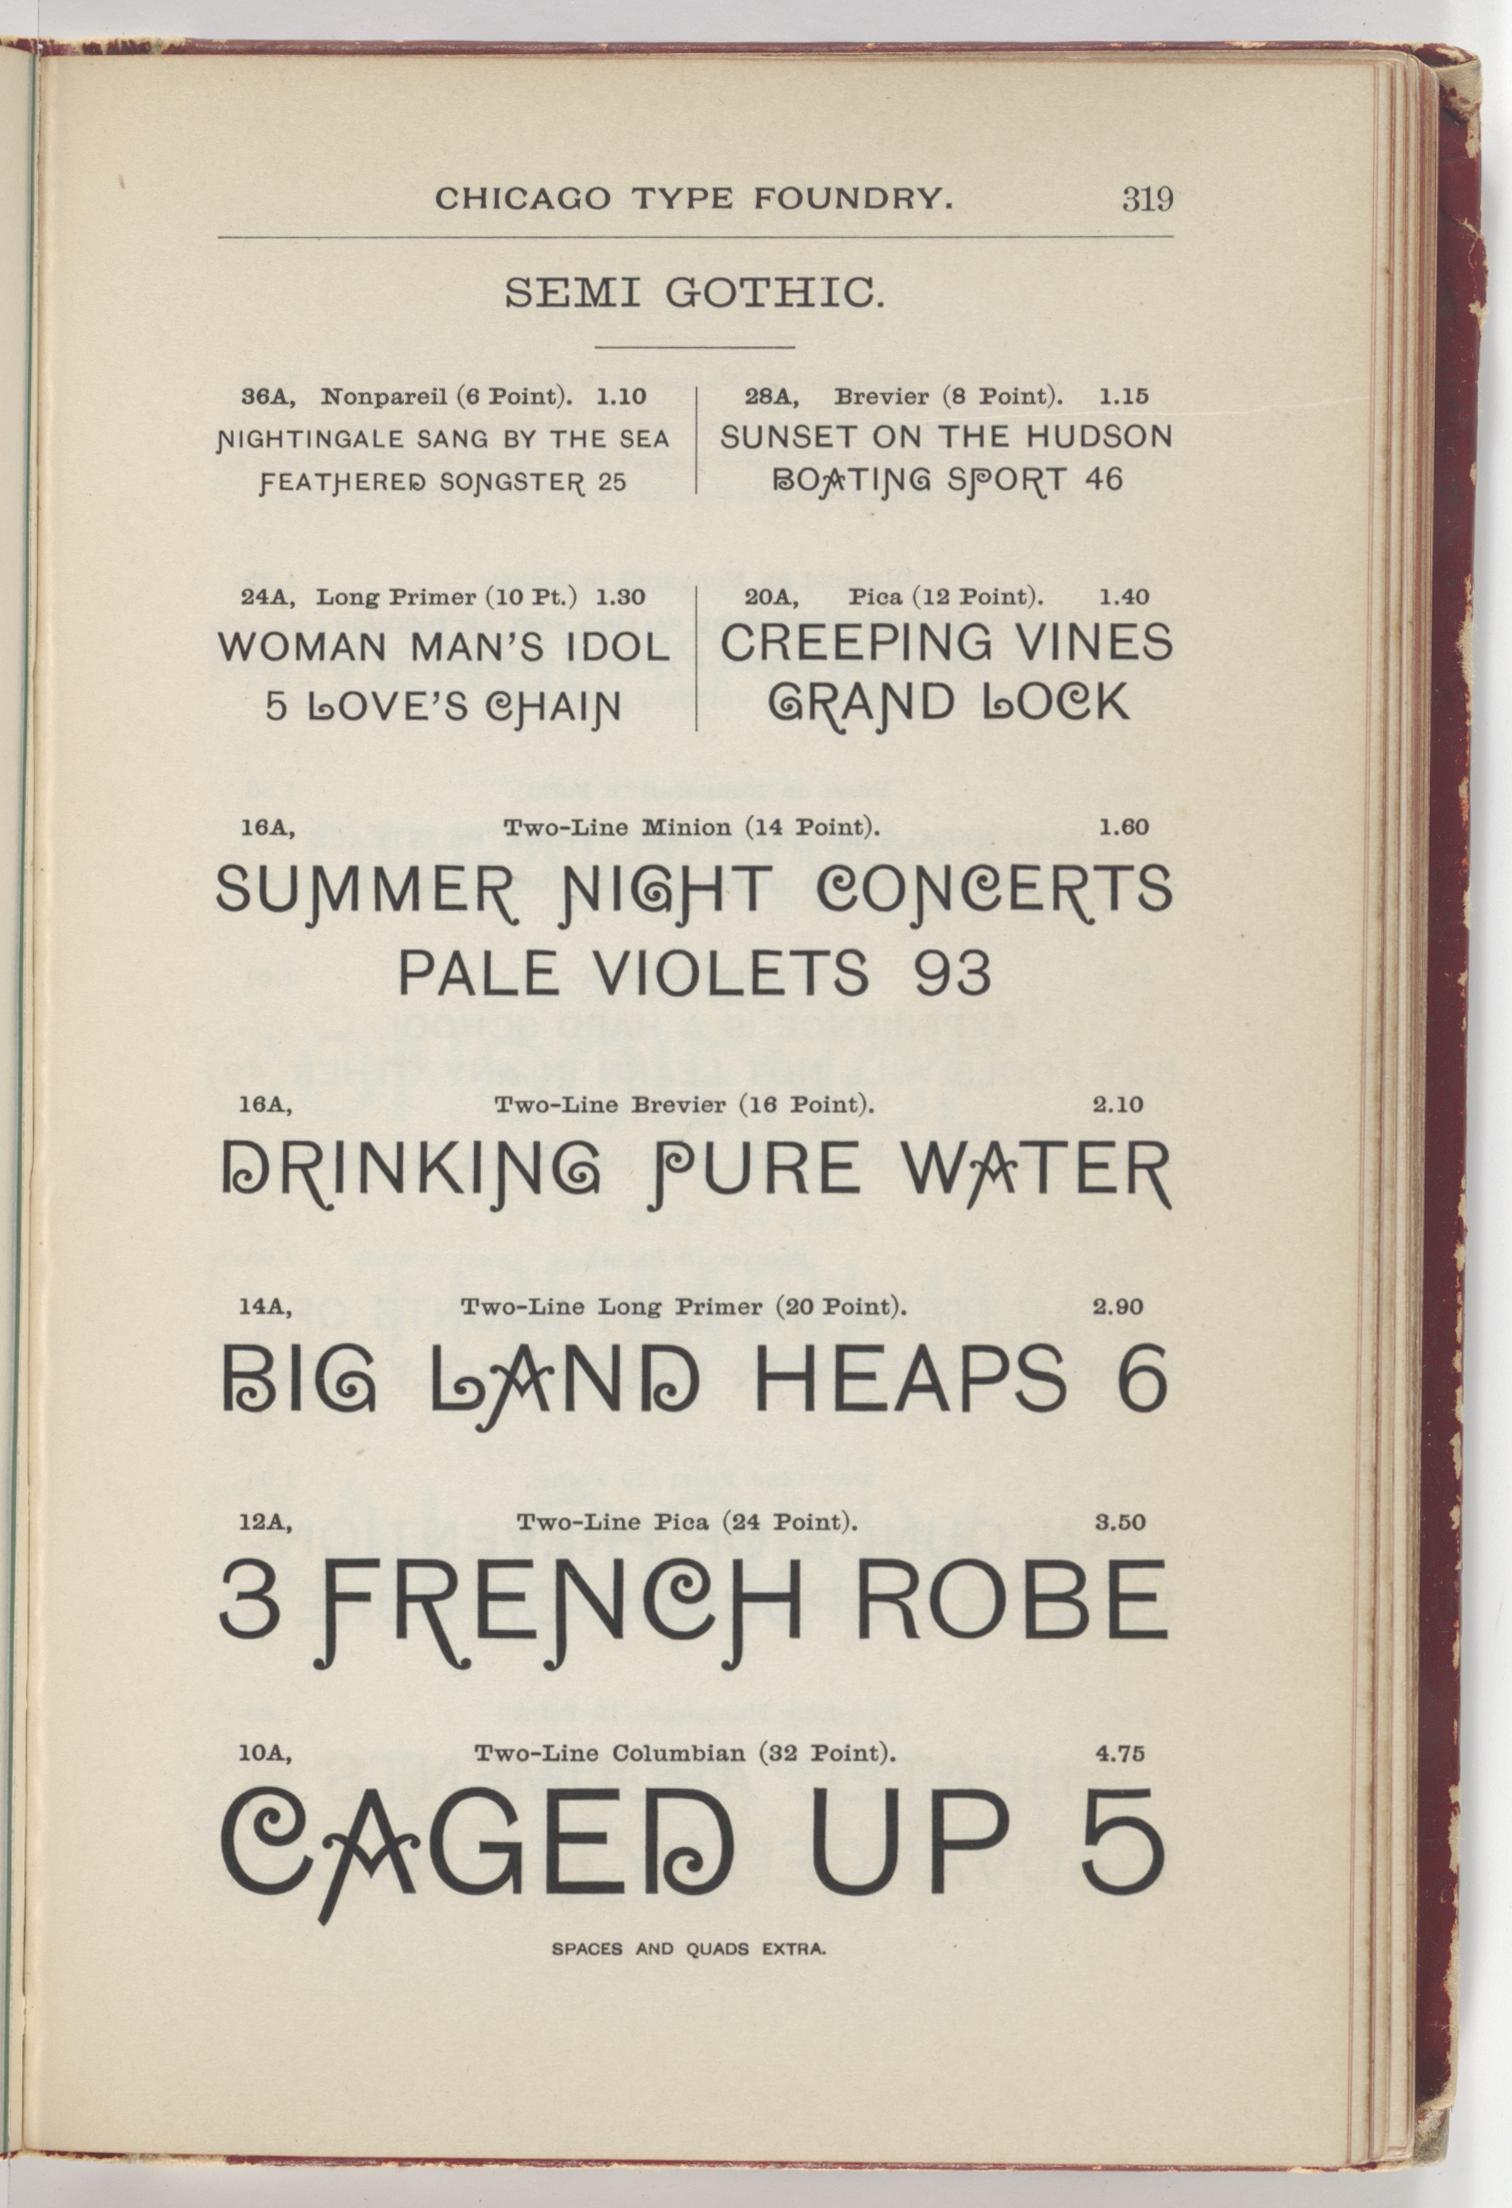 CHICAGO TYPE FOUNDRY. 319
SEMI GOTHIC.
36A, Nonpareil (6 Point). 1.10
NIGHTINGALE SANG BY THE SEA
FEATHERED SONGSTER 25
28A, Brevier (8 Point). 1.15
SUNSET ON THE HUDSON
BOATING SPORT 46
24A, Long Primer (10 Pt.) 1.30
WOMAN MAN'S IDOL
5 LOVE'S CHAIN
20A, Pica (12 Point). 1.40
CREEPING VINES
GRAND LOCK
16A, Two-Line Minion (14 Point). 1.60
SUMMER NIGHT CONCERTS
PALE VIOLETS 93
16A, Two-Line Brevier (16 Point). 2.10
DRINKING PURE WATER
14A, Two-Line Long Primer (20 Point). 2.90
BIG LAND HEAPS 6
12A, Two-Line Pica (24 Point). 3.50
3 FRENCH ROBE
10A, Two-Line Columbian (32 Point). 4.75
CAGED UP 5
SPACES AND QUADS EXTRA.